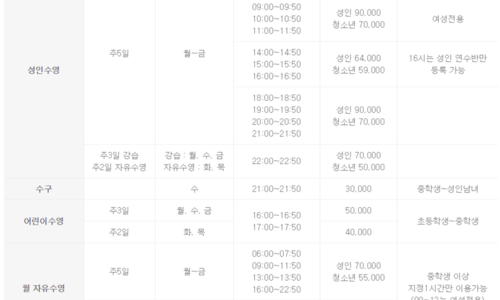 09:00~09:50
10:00~10:50
11:00~11:50
성인 90,000
청소년 70,000
여성전용
성인수영
주5일
월~금
14:00~14:50
15:00~15:50
16:00~16:50
성인 64,000
청소년 59,000
16시는 성인 연수반만
등록 가능
18:00~18:50
19:00~19:50
20:00~20:50
21:00~21:50
성인 90,000
청소년 70,000
주3일 강습
주2일 자유수영
강습 : 월, 수, 금
자유수영 : 화, 목
22:00~22:50
성인 70,000
청소년 50,000
수구
수
21:00~21:50
30,000
중학생~성인남녀
어린이수영
주3일
월, 수, 금
16:00~16:50
17:00~17:50
50,000
초등학생~중학생
주2일
화, 목
40,000
월 자유수영
주5일
월~금
06:00~07:50
09:00~11:50
13:00~13:50
16:00~22:50
성인 70,000
청소년 55,000
중학생 이상
지정1시간만 이용가능
(09~12는 여성전용)